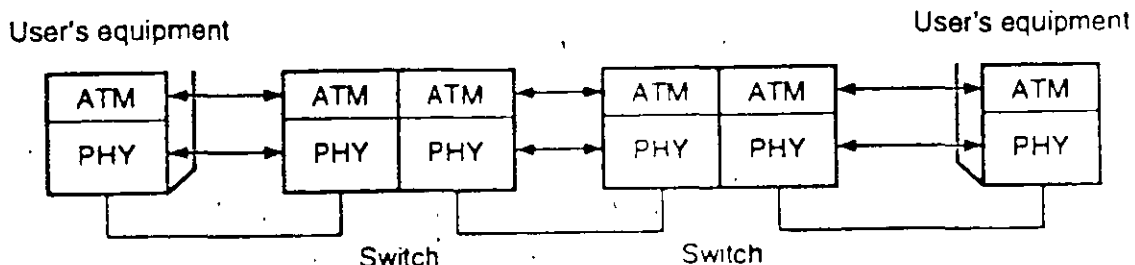 User's equipment
User's equipment
ATM ATM ATM ATM ATM ATM
PHY PHY PHY PHY PHY PHY
Switch Switch